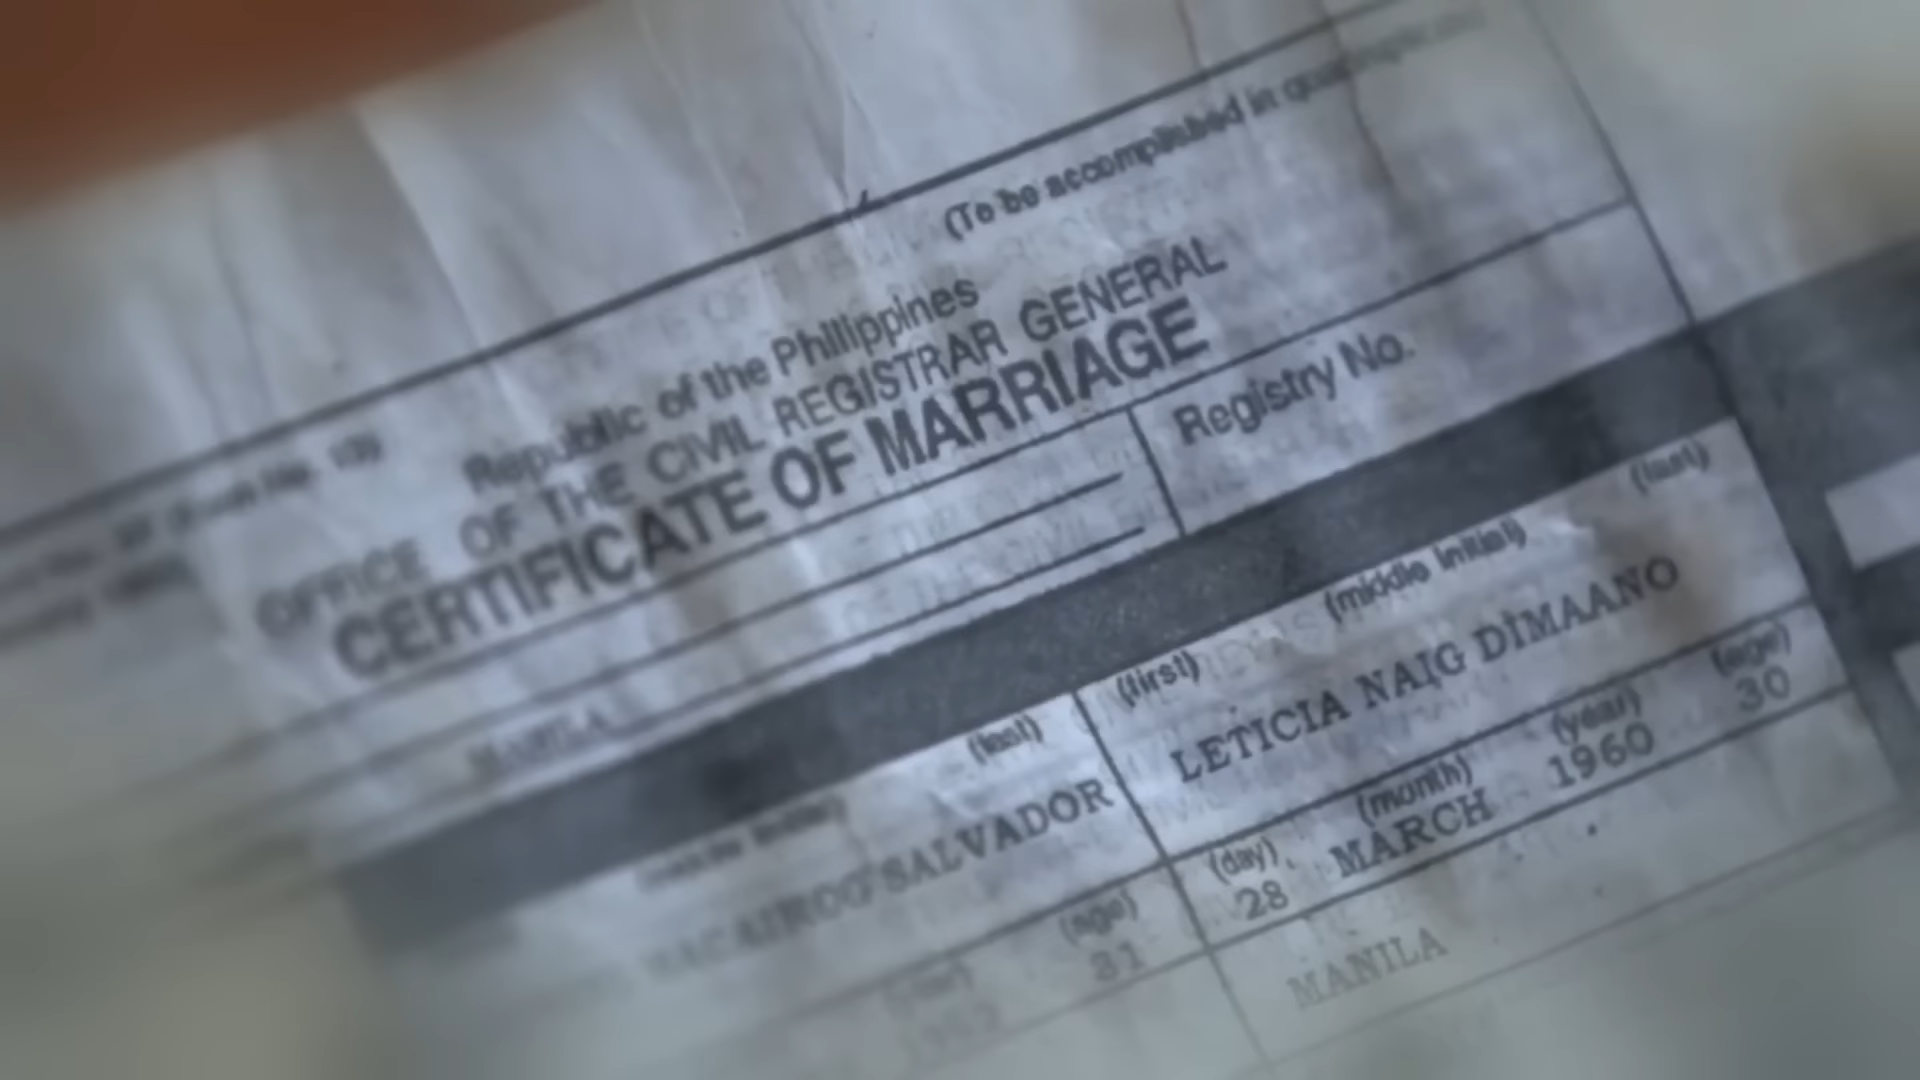 (To be accomplished in
Republic of the Philippines
OFFICE OF THE CIVIL REGISTRAR GENERAL
CERTIFICATE OF MARRIAGE
Registry No.
MANILA
(last)
SALVADOR
(age)
31
(first) (middle initial) (last)
LETICIA NAIG DIMAANO
(day) (month) (year) (age)
28 MARCH 1960 30
MANILA